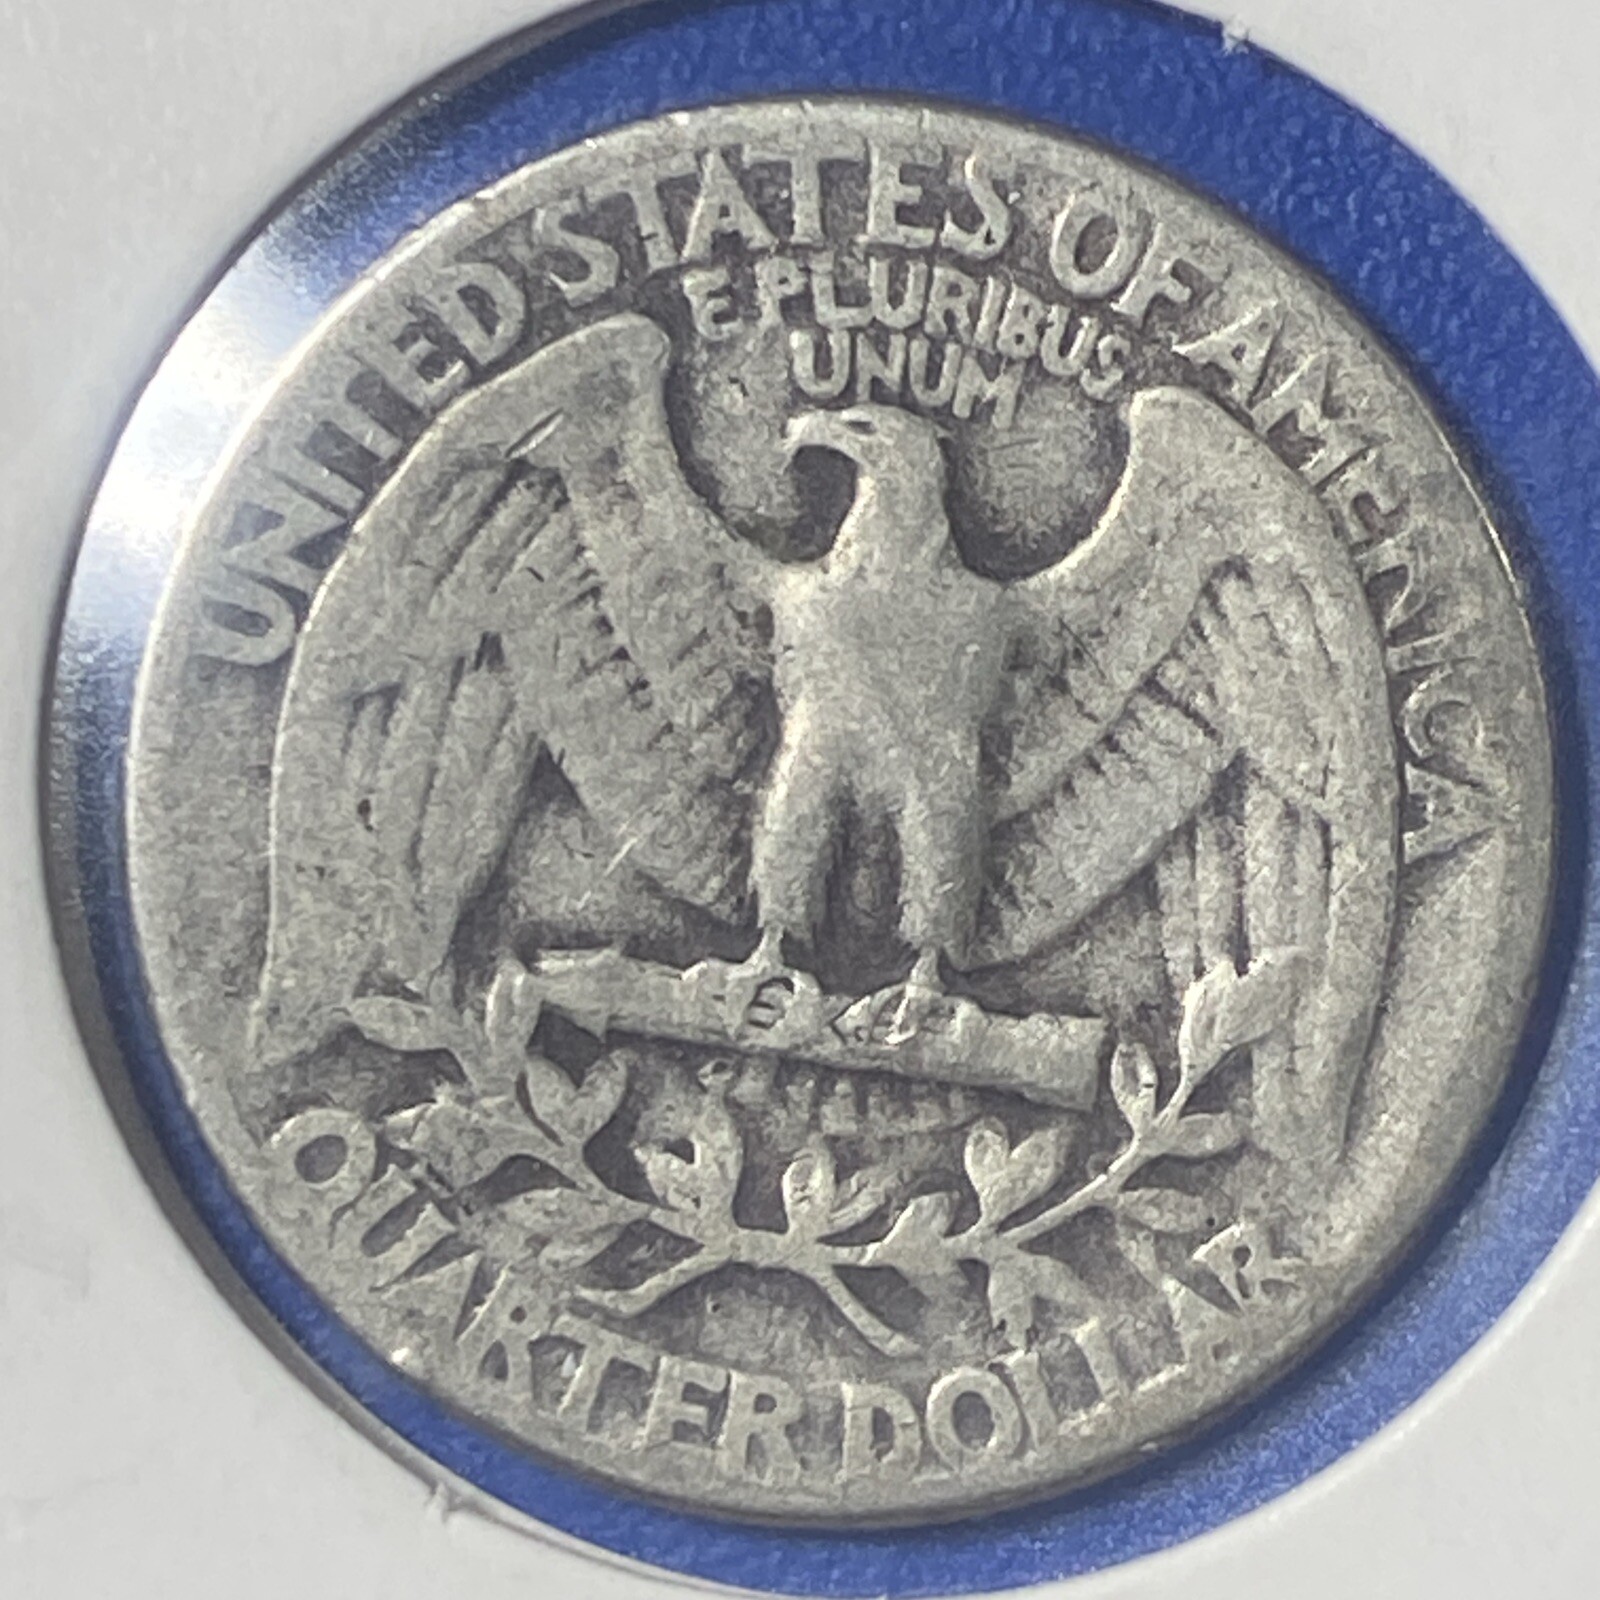 UNITED STATES OF AMERICA
E PLURIBUS
UNUM
QUARTER DOLLAR